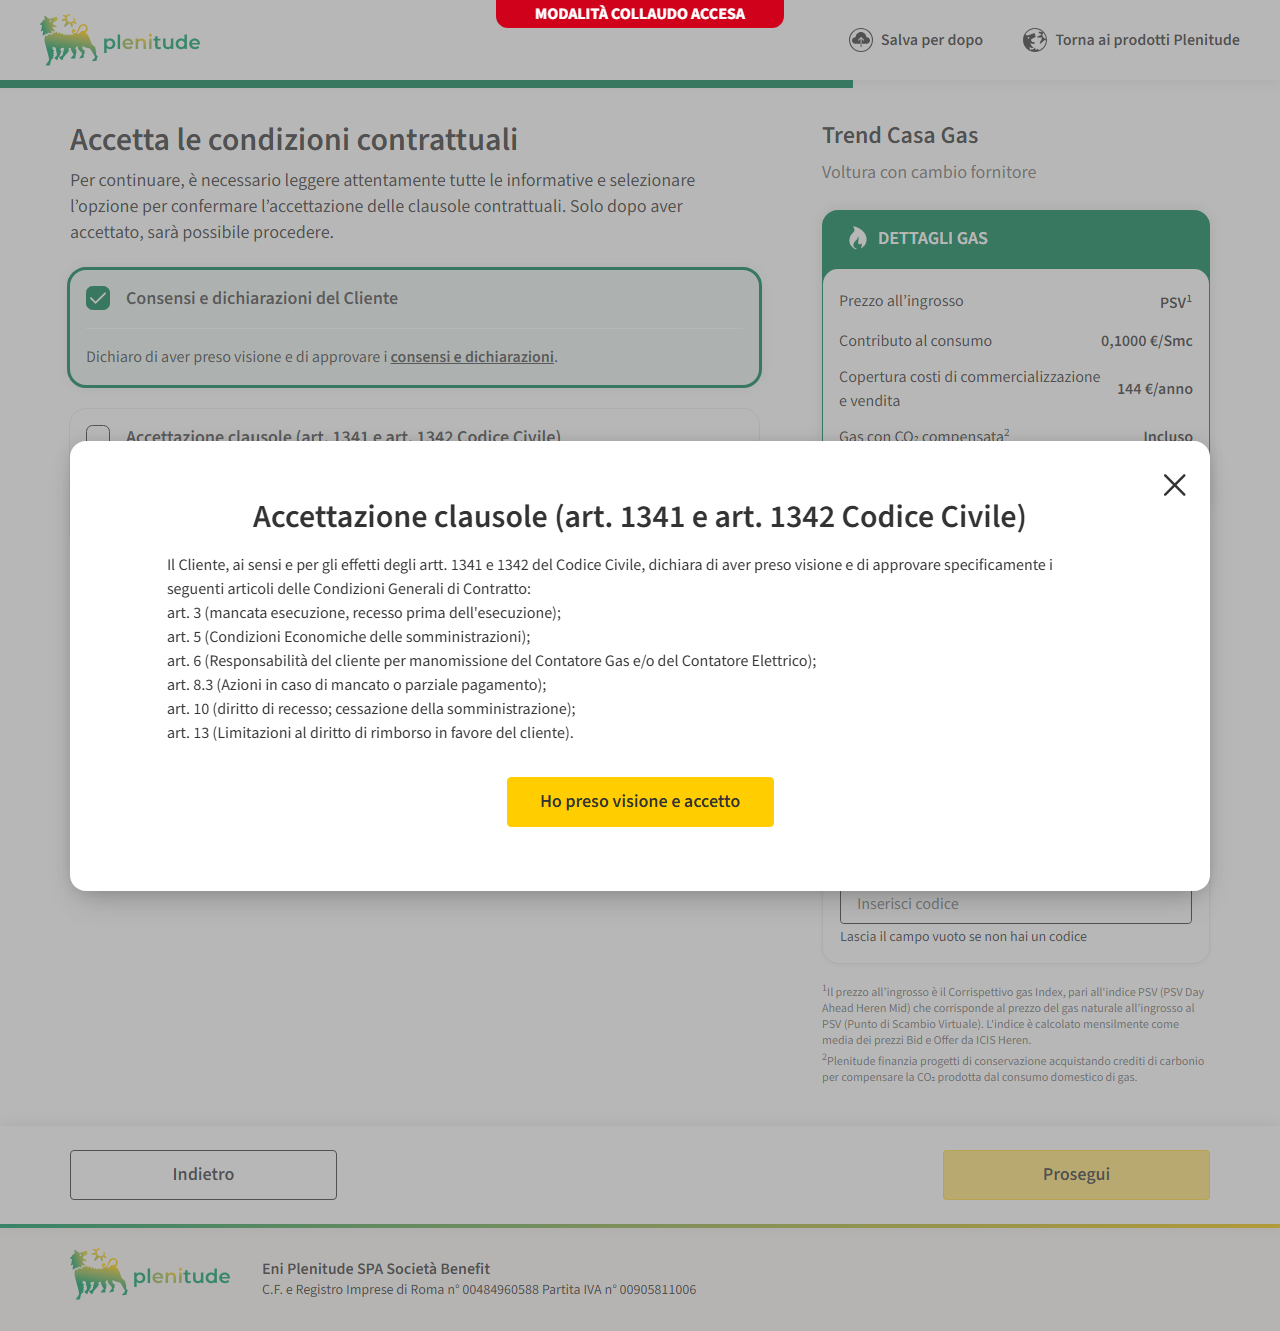 MODALITÀ COLLAUDO ACCESA
plenitude
Salva per dopo
Torna ai prodotti Plenitude
Accetta le condizioni contrattuali
Per continuare, è necessario leggere attentamente tutte le informative e selezionare
l’opzione per confermare l’accettazione delle clausole contrattuali. Solo dopo aver
accettato, sarà possibile procedere.
Consensi e dichiarazioni del Cliente
Dichiaro di aver preso visione e di approvare i consensi e dichiarazioni.
Accettazione clausole (art. 1341 e art. 1342 Codice Civile)
Trend Casa Gas
Voltura con cambio fornitore
DETTAGLI GAS
Prezzo all’ingrosso PSV¹
Contributo al consumo 0,1000 €/Smc
Copertura costi di commercializzazione
e vendita 144 €/anno
Gas con CO₂ compensata² Incluso
Accettazione clausole (art. 1341 e art. 1342 Codice Civile)
Il Cliente, ai sensi e per gli effetti degli artt. 1341 e 1342 del Codice Civile, dichiara di aver preso visione e di approvare specificamente i
seguenti articoli delle Condizioni Generali di Contratto:
art. 3 (mancata esecuzione, recesso prima dell'esecuzione);
art. 5 (Condizioni Economiche delle somministrazioni);
art. 6 (Responsabilità del cliente per manomissione del Contatore Gas e/o del Contatore Elettrico);
art. 8.3 (Azioni in caso di mancato o parziale pagamento);
art. 10 (diritto di recesso; cessazione della somministrazione);
art. 13 (Limitazioni al diritto di rimborso in favore del cliente).
Ho preso visione e accetto
Inserisci codice
Lascia il campo vuoto se non hai un codice
¹Il prezzo all’ingrosso è il Corrispettivo gas Index, pari all'indice PSV (PSV Day
Ahead Heren Mid) che corrisponde al prezzo del gas naturale all’ingrosso al
PSV (Punto di Scambio Virtuale). L'indice è calcolato mensilmente come
media dei prezzi Bid e Offer da ICIS Heren.
²Plenitude finanzia progetti di conservazione acquistando crediti di carbonio
per compensare la CO₂ prodotta dal consumo domestico di gas.
Indietro
Prosegui
plenitude
Eni Plenitude SPA Società Benefit
C.F. e Registro Imprese di Roma n° 00484960588 Partita IVA n° 00905811006